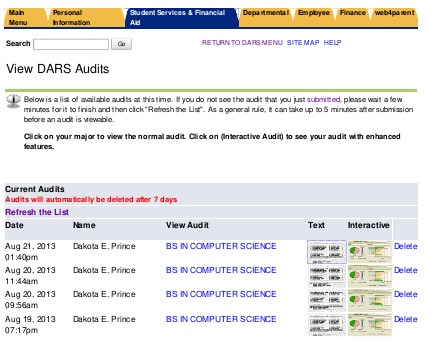 Main Menu
Personal Information
Student Services & Financial Aid
Departmental
Employee
Finance
web4parent
Search
Go
RETURN TO DARS MENU SITE MAP HELP
View DARS Audits
Below is a list of available audits at this time. If you do not see the audit that you just submitted, please wait a few
minutes for it to finish and then click "Refresh the List". As a general rule, it can take up to 5 minutes after submission
before an audit is viewable.
Click on your major to view the normal audit. Click on (Interactive Audit) to see your audit with enhanced
features.
Current Audits
Audits will automatically be deleted after 7 days
Refresh the List
Date Name View Audit Text Interactive
Aug 21, 2013 Dakota E. Prince BS IN COMPUTER SCIENCE Delete
01:40pm
Aug 20, 2013 Dakota E. Prince BS IN COMPUTER SCIENCE Delete
11:44am
Aug 20, 2013 Dakota E. Prince BS IN COMPUTER SCIENCE Delete
09:56am
Aug 19, 2013 Dakota E. Prince BS IN COMPUTER SCIENCE Delete
07:17pm